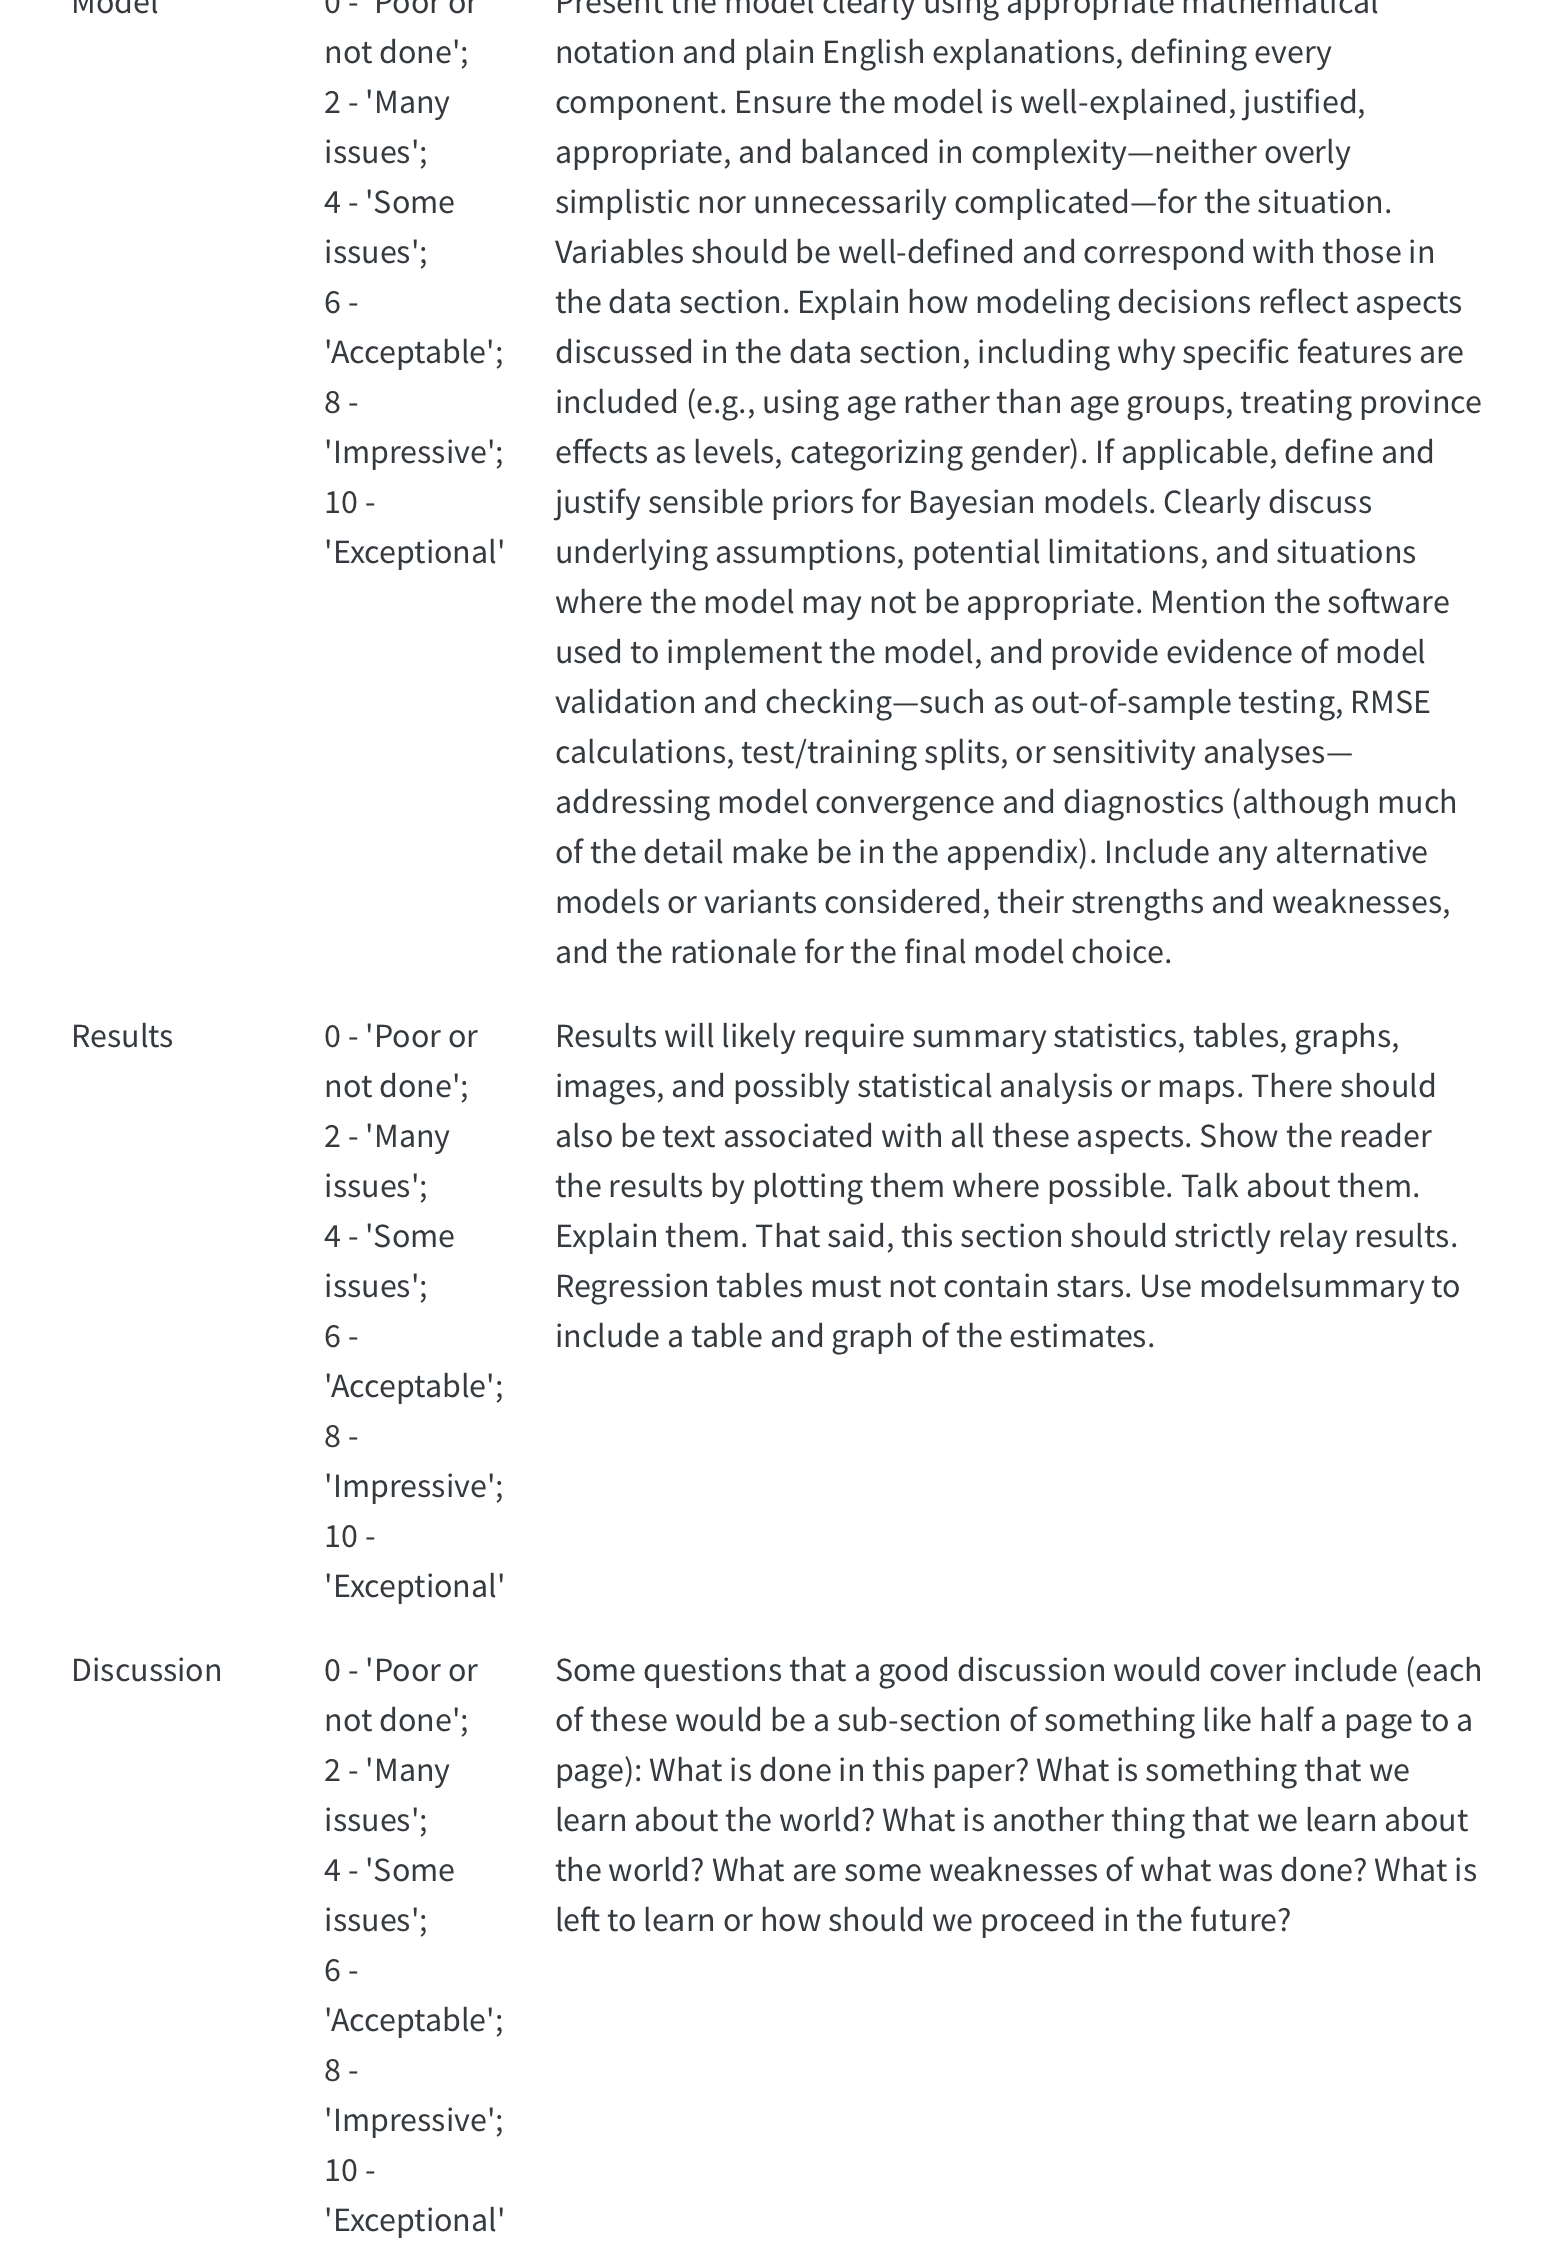 Model
0 - 'Poor or
not done';
2 - 'Many
issues';
4 - 'Some
issues';
6 -
'Acceptable';
8 -
'Impressive';
10 -
'Exceptional'
Present the model clearly using appropriate mathematical
notation and plain English explanations, defining every
component. Ensure the model is well-explained, justified,
appropriate, and balanced in complexity—neither overly
simplistic nor unnecessarily complicated—for the situation.
Variables should be well-defined and correspond with those in
the data section. Explain how modeling decisions reflect aspects
discussed in the data section, including why specific features are
included (e.g., using age rather than age groups, treating province
effects as levels, categorizing gender). If applicable, define and
justify sensible priors for Bayesian models. Clearly discuss
underlying assumptions, potential limitations, and situations
where the model may not be appropriate. Mention the software
used to implement the model, and provide evidence of model
validation and checking—such as out-of-sample testing, RMSE
calculations, test/training splits, or sensitivity analyses—
addressing model convergence and diagnostics (although much
of the detail make be in the appendix). Include any alternative
models or variants considered, their strengths and weaknesses,
and the rationale for the final model choice.
Results
0 - 'Poor or
not done';
2 - 'Many
issues';
4 - 'Some
issues';
6 -
'Acceptable';
8 -
'Impressive';
10 -
'Exceptional'
Results will likely require summary statistics, tables, graphs,
images, and possibly statistical analysis or maps. There should
also be text associated with all these aspects. Show the reader
the results by plotting them where possible. Talk about them.
Explain them. That said, this section should strictly relay results.
Regression tables must not contain stars. Use modelsummary to
include a table and graph of the estimates.
Discussion
0 - 'Poor or
not done';
2 - 'Many
issues';
4 - 'Some
issues';
6 -
'Acceptable';
8 -
'Impressive';
10 -
'Exceptional'
Some questions that a good discussion would cover include (each
of these would be a sub-section of something like half a page to a
page): What is done in this paper? What is something that we
learn about the world? What is another thing that we learn about
the world? What are some weaknesses of what was done? What is
left to learn or how should we proceed in the future?